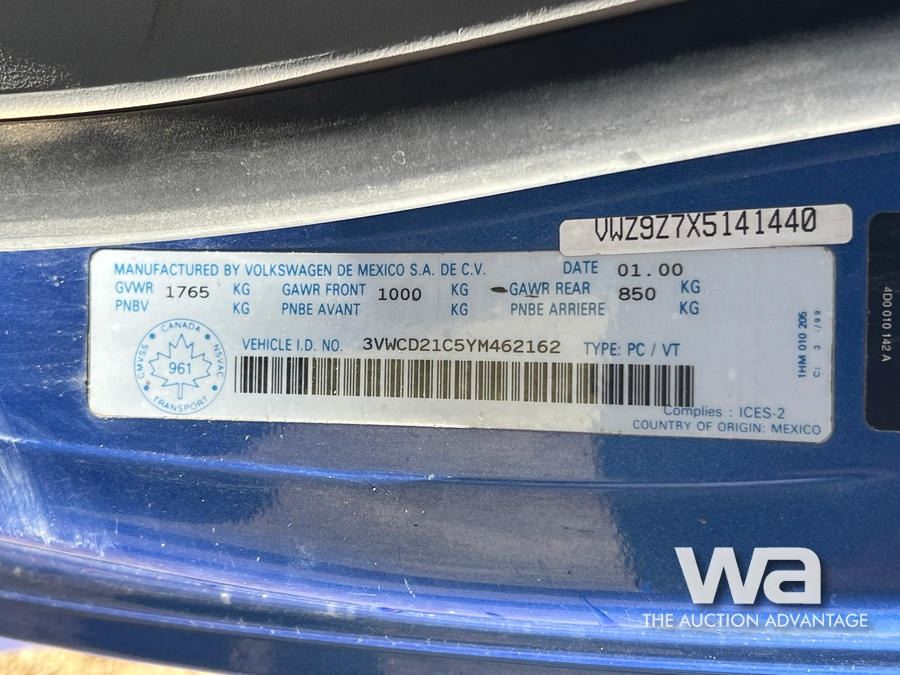 VWZ9Z7X5141440
MANUFACTURED BY VOLKSWAGEN DE MEXICO S.A. DE C.V. DATE 01.00
GVWR 1765 KG GAWR FRONT 1000 KG GAWR REAR 850 KG
PNBV KG PNBE AVANT KG PNBE ARRIERE KG
VEHICLE I.D. NO. 3VWCD21C5YM462162 TYPE: PC / VT
CANADA
CMVSS 961 NSVAC
TRANSPORT
Complies : ICES-2
COUNTRY OF ORIGIN: MEXICO
1HM 010 205
C: 3 1/99
4D0 010 142 A
wa
THE AUCTION ADVANTAGE